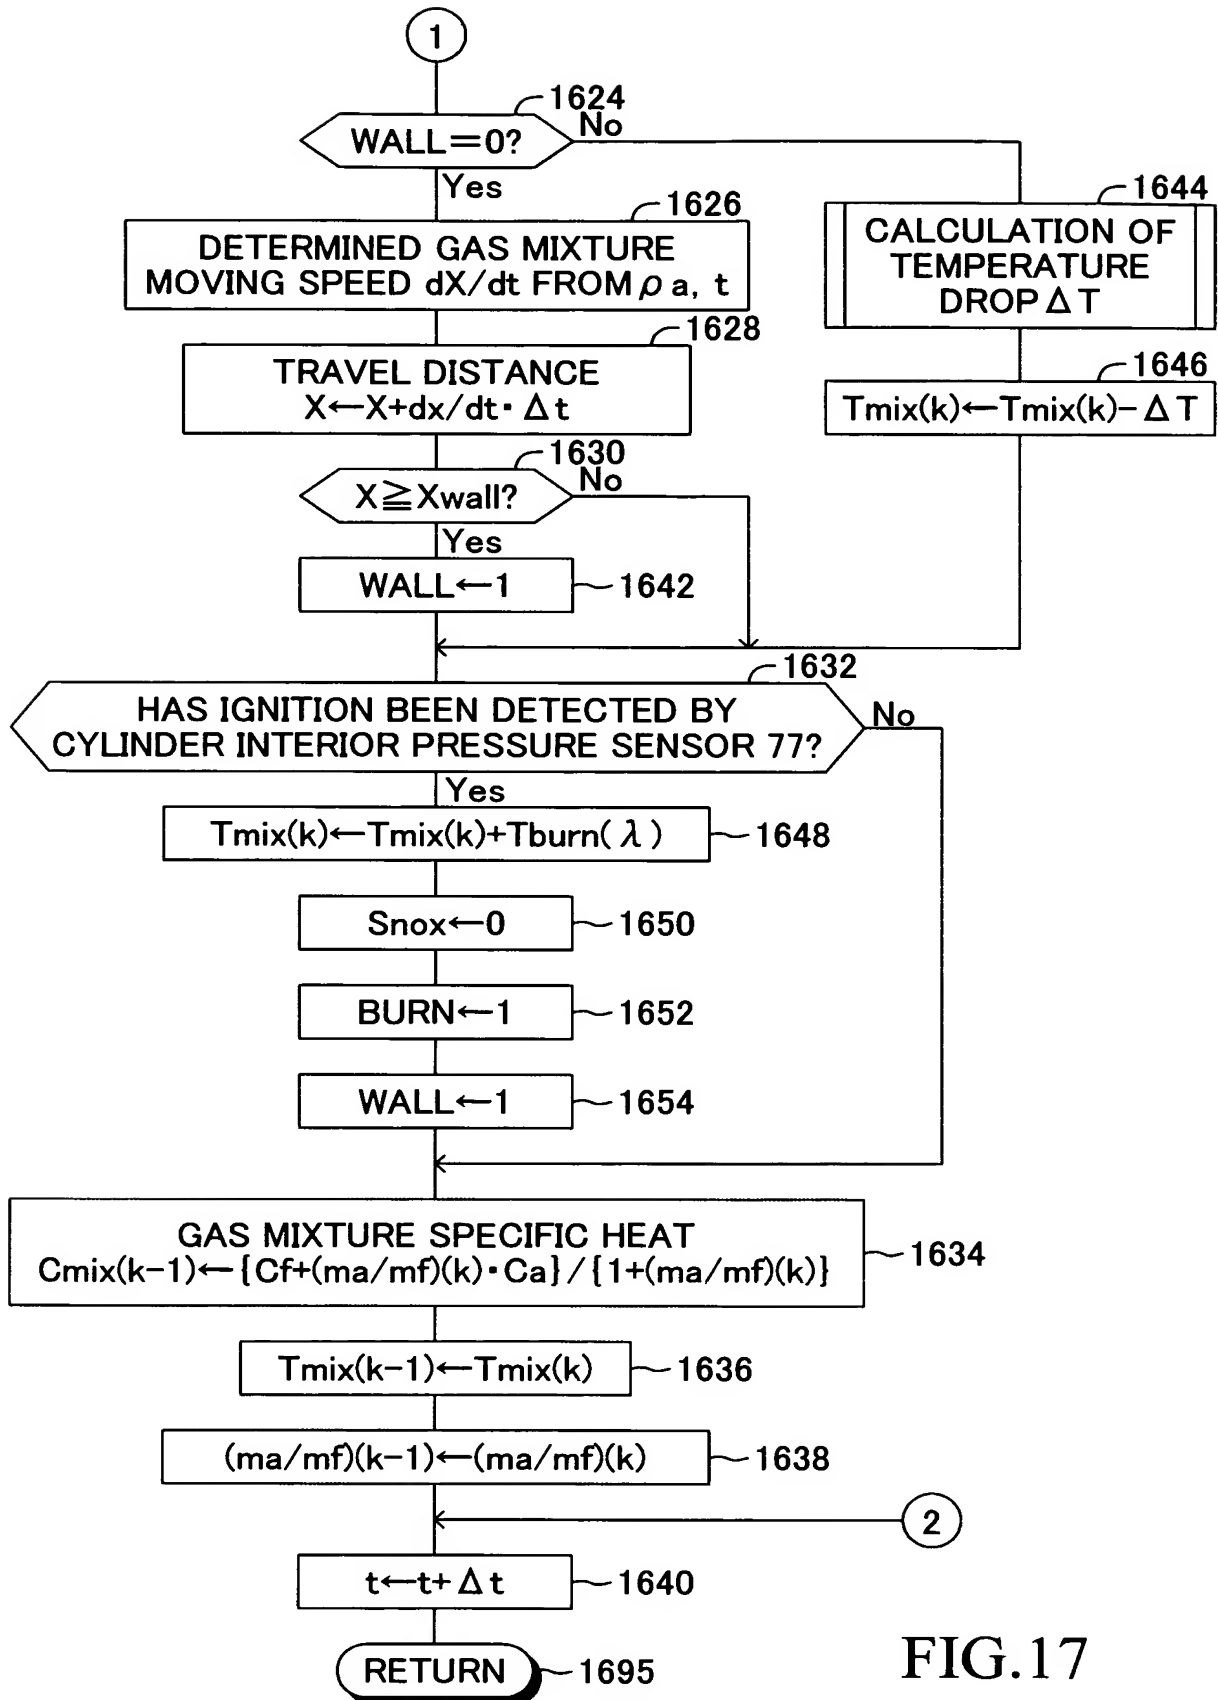 1
1624
WALL=0?
No
Yes
1626
DETERMINED GAS MIXTURE
MOVING SPEED dX/dt FROM ρa, t
1644
CALCULATION OF
TEMPERATURE
DROP ΔT
1628
TRAVEL DISTANCE
X←X+dx/dt・Δt
1646
Tmix(k)←Tmix(k)−ΔT
1630
X≧Xwall?
No
Yes
WALL←1
1642
1632
HAS IGNITION BEEN DETECTED BY
CYLINDER INTERIOR PRESSURE SENSOR 77?
No
Yes
Tmix(k)←Tmix(k)+Tburn(λ)
1648
Snox←0
1650
BURN←1
1652
WALL←1
1654
GAS MIXTURE SPECIFIC HEAT
Cmix(k−1)←{Cf+(ma/mf)(k)・Ca}/{1+(ma/mf)(k)}
1634
Tmix(k−1)←Tmix(k)
1636
(ma/mf)(k−1)←(ma/mf)(k)
1638
2
t←t+Δt
1640
RETURN
1695
FIG.17